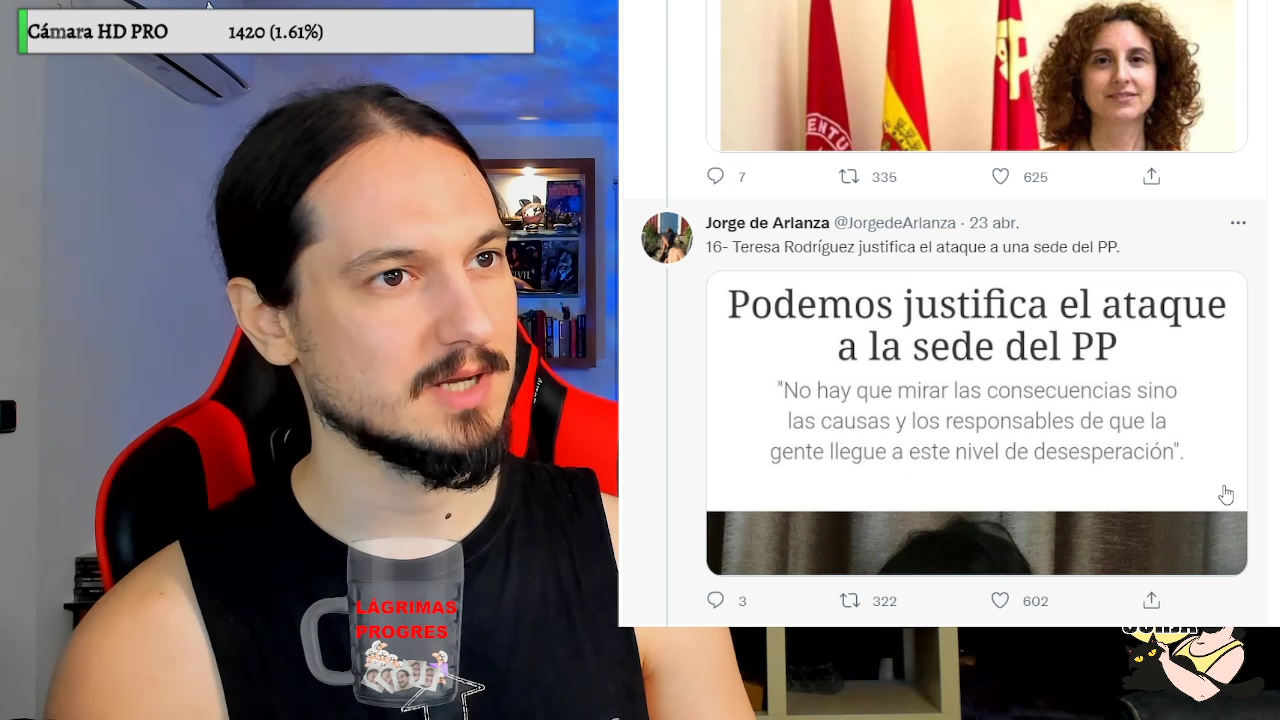 Cámara HD PRO 1420 (1.61%)
7 335 625
Jorge de Arlanza @JorgedeArlanza · 23 abr.
16- Teresa Rodríguez justifica el ataque a una sede del PP.
Podemos justifica el ataque
a la sede del PP
"No hay que mirar las consecuencias sino
las causas y los responsables de que la
gente llegue a este nivel de desesperación".
3 322 602
LÁGRIMAS
PROGRES